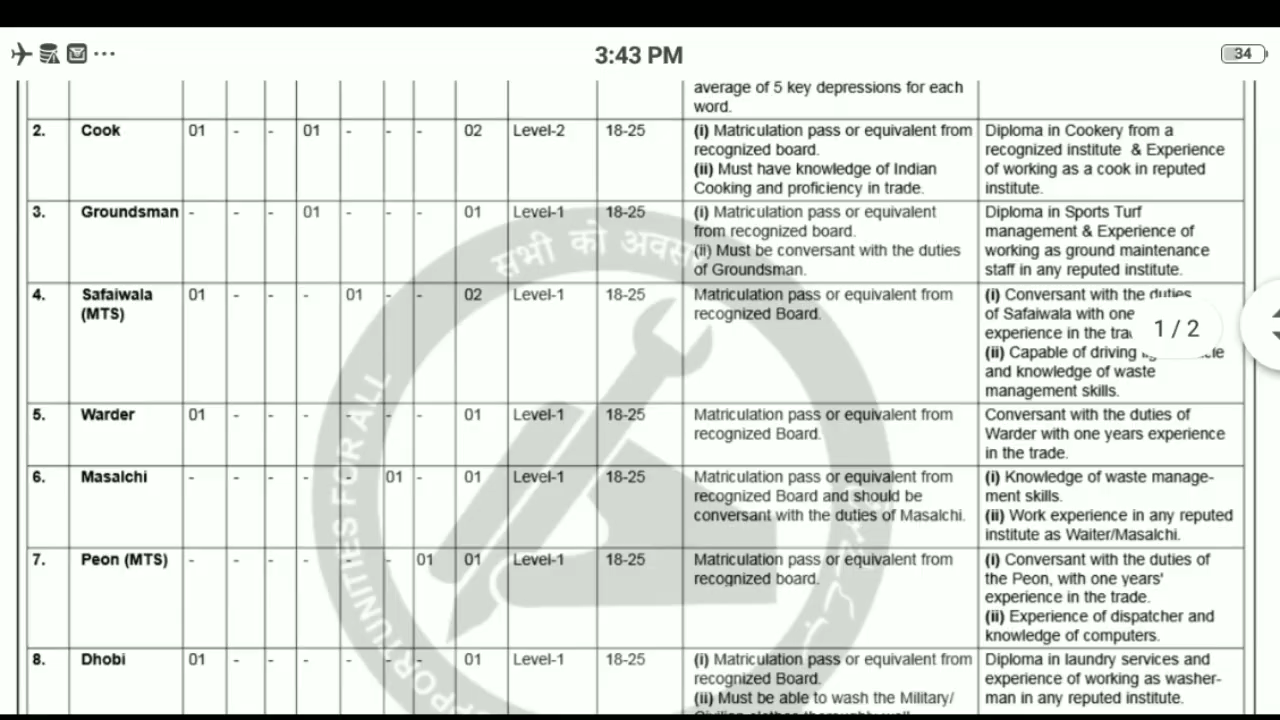 3:43 PM
34
average of 5 key depressions for each
word.
2. Cook 01 - - 01 - - - 02 Level-2 18-25 (i) Matriculation pass or equivalent from Diploma in Cookery from a
recognized board. recognized institute & Experience
(ii) Must have knowledge of Indian of working as a cook in reputed
Cooking and proficiency in trade. institute.
3. Groundsman - - - 01 - - - 01 Level-1 18-25 (i) Matriculation pass or equivalent Diploma in Sports Turf
from recognized board. management & Experience of
(ii) Must be conversant with the duties working as ground maintenance
of Groundsman. staff in any reputed institute.
4. Safaiwala 01 - - - 01 - - 02 Level-1 18-25 Matriculation pass or equivalent from (i) Conversant with the duties
(MTS) recognized Board. of Safaiwala with one
experience in the
1 / 2
(ii) Capable of driving
and knowledge of waste
management skills.
5. Warder 01 - - - - - - 01 Level-1 18-25 Matriculation pass or equivalent from Conversant with the duties of
recognized Board. Warder with one years experience
in the trade.
6. Masalchi - - - - - 01 - 01 Level-1 18-25 Matriculation pass or equivalent from (i) Knowledge of waste manage-
recognized Board and should be ment skills.
conversant with the duties of Masalchi. (ii) Work experience in any reputed
institute as Waiter/Masalchi.
7. Peon (MTS) - - - - - - 01 01 Level-1 18-25 Matriculation pass or equivalent from (i) Conversant with the duties of
recognized board. the Peon, with one years'
experience in the trade.
(ii) Experience of dispatcher and
knowledge of computers.
8. Dhobi 01 - - - - - - 01 Level-1 18-25 (i) Matriculation pass or equivalent from Diploma in laundry services and
recognized Board. experience of working as washer-
(ii) Must be able to wash the Military/ man in any reputed institute.
सभी को अवसर
OPPORTUNITIES FOR ALL